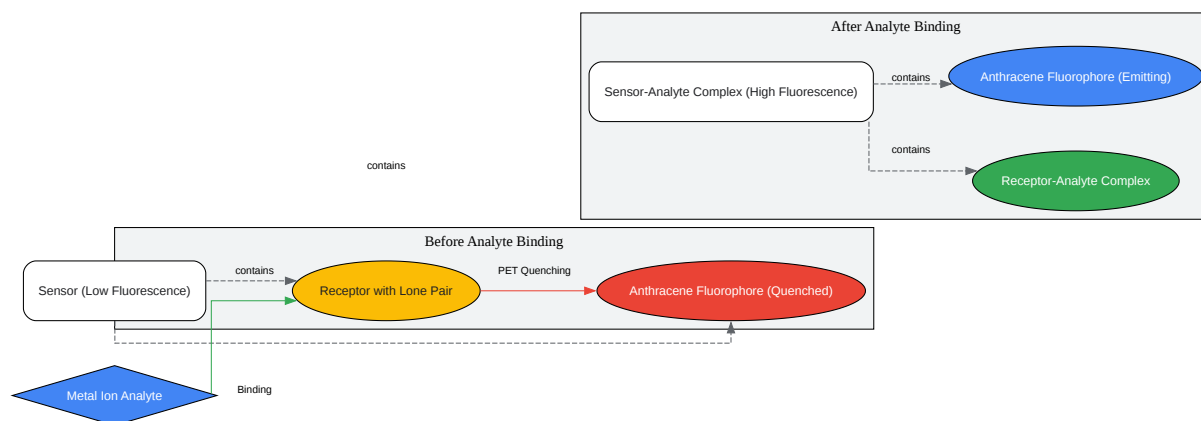 After Analyte Binding
Sensor-Analyte Complex (High Fluorescence)
contains
Anthracene Fluorophore (Emitting)
contains
Receptor-Analyte Complex
contains
Before Analyte Binding
Sensor (Low Fluorescence)
contains
Receptor with Lone Pair
PET Quenching
Anthracene Fluorophore (Quenched)
Metal Ion Analyte
Binding